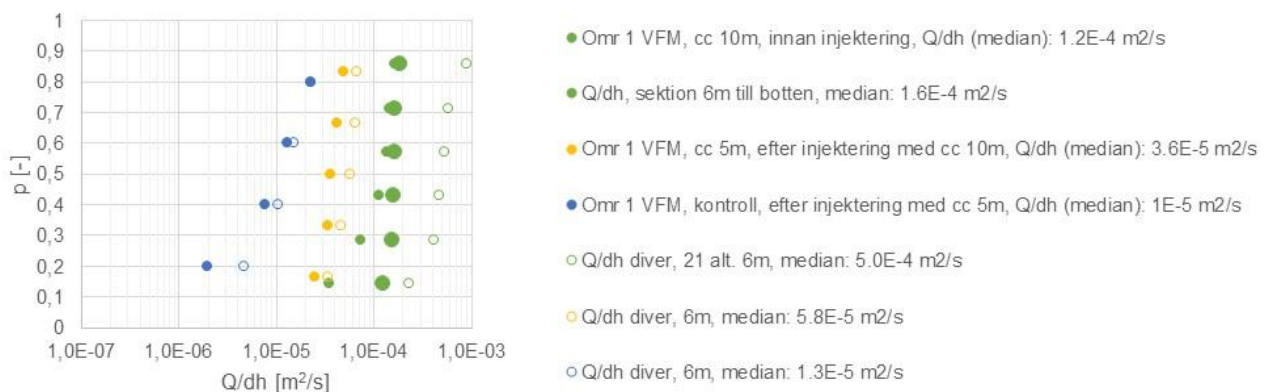 1
0,9
0,8
0,7
0,6
0,5
0,4
0,3
0,2
0,1
0
p [-]
1,0E-07 1,0E-06 1,0E-05 1,0E-04 1,0E-03
Q/dh [m²/s]
Omr 1 VFM, cc 10m, innan injektering, Q/dh (median): 1.2E-4 m2/s
Q/dh, sektion 6m till botten, median: 1.6E-4 m2/s
Omr 1 VFM, cc 5m, efter injektering med cc 10m, Q/dh (median): 3.6E-5 m2/s
Omr 1 VFM, kontroll, efter injektering med cc 5m, Q/dh (median): 1E-5 m2/s
Q/dh diver, 21 alt. 6m, median: 5.0E-4 m2/s
Q/dh diver, 6m, median: 5.8E-5 m2/s
Q/dh diver, 6m, median: 1.3E-5 m2/s